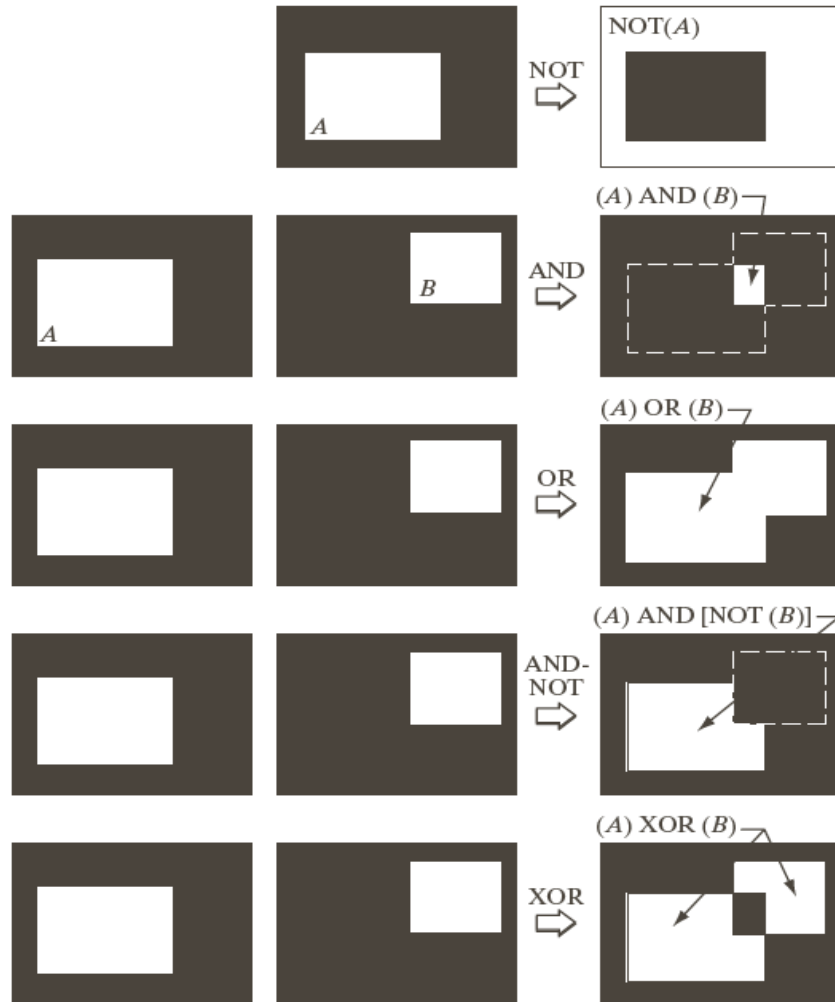 NOT(A)
NOT
A
(A) AND (B)
AND
A
B
(A) OR (B)
OR
(A) AND [NOT (B)]
AND-
NOT
(A) XOR (B)
XOR